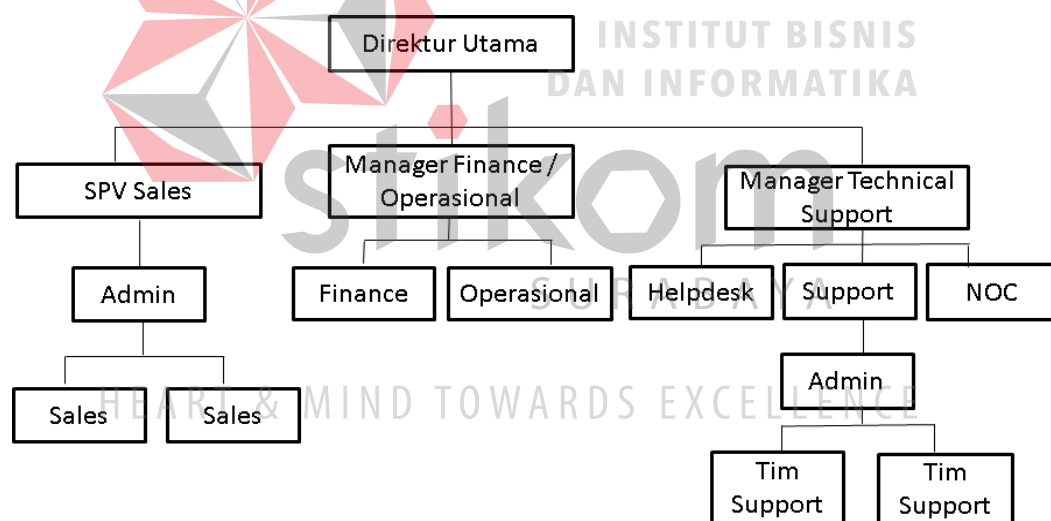 Direktur Utama
INSTITUT BISNIS
DAN INFORMATIKA
stikom
SURABAYA
SPV Sales
Manager Finance /
Operasional
Manager Technical
Support
Admin
Finance
Operasional
Helpdesk
Support
NOC
Admin
Sales
Sales
HEART & MIND TOWARDS EXCELLENCE
Tim
Support
Tim
Support